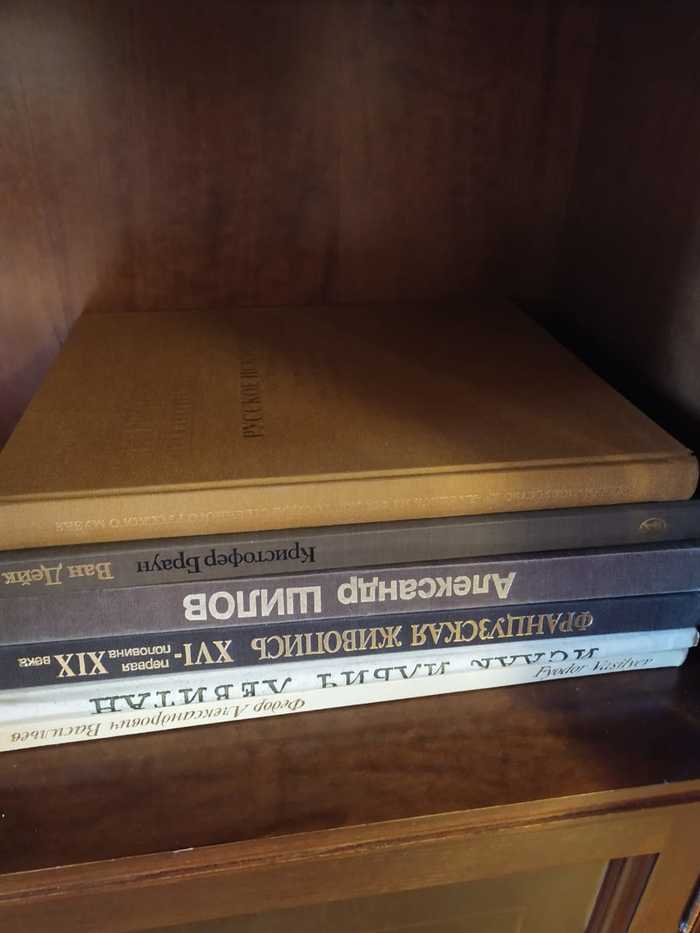 РУССКОЕ ИСК
Кристофер Браун Ван Дейк
Александр ШИЛОВ
ФРАНЦУЗСКАЯ ЖИВОПИСЬ XVI- первая половина XIX века
ИСААК ИЛЬИЧ ЛЕВИТАН
Федор Александрович Васильев Fyodor Vasilyev